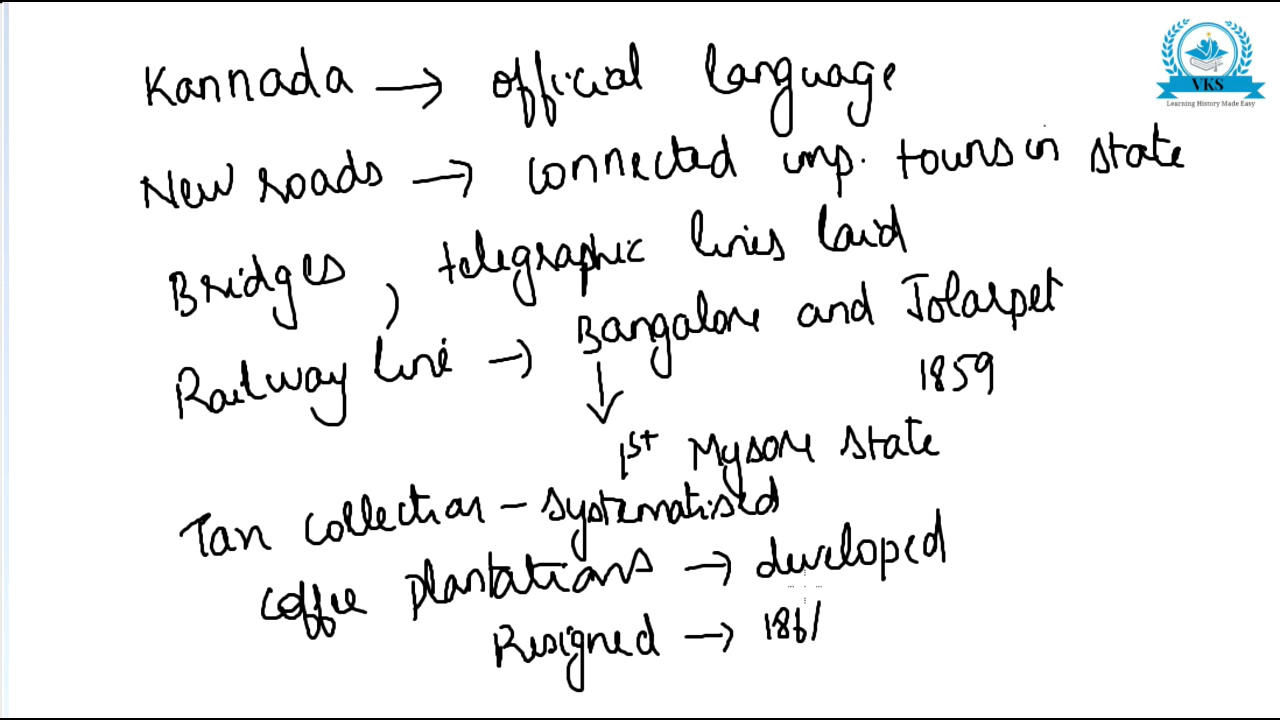 Kannada → official language
VKS
Learning History Made Easy
New roads → connected imp. towns in state
Bridges, telegraphic lines laid
Railway line → Bangalore and Jolarpet
1859
↓
1st Mysore state
Tax collection - systematised
coffee plantations → developed
Resigned → 1861